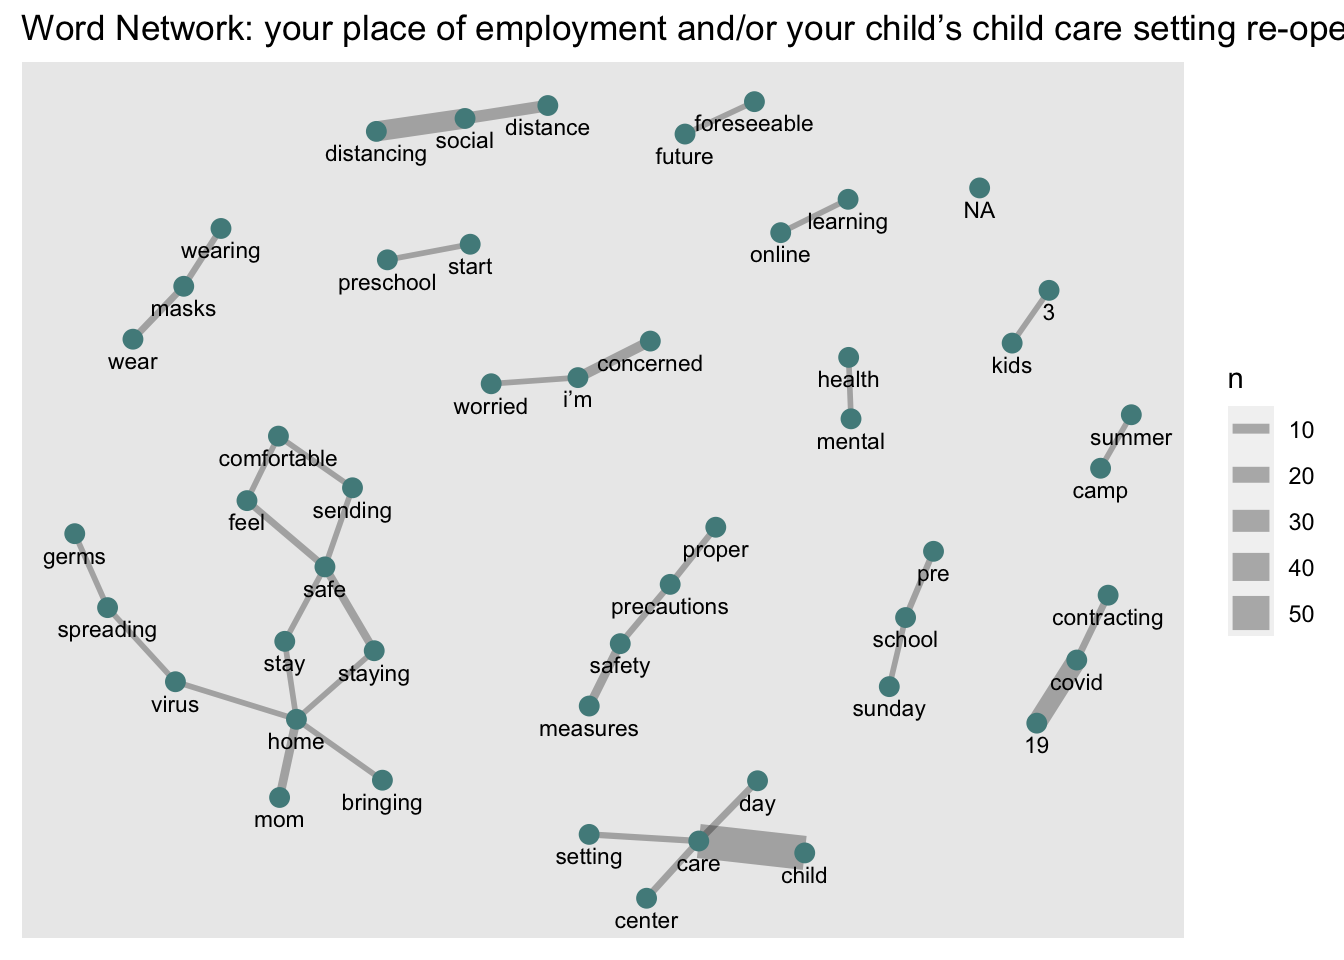 Word Network: your place of employment and/or your child’s child care setting re-ope
distancing
social
distance
foreseeable
future
NA
learning
online
wearing
masks
wear
preschool
start
3
kids
concerned
i’m
worried
health
mental
summer
camp
comfortable
sending
feel
safe
germs
spreading
virus
stay
staying
home
mom
bringing
proper
precautions
safety
measures
pre
school
sunday
contracting
covid
19
day
setting
care
child
center
n
10
20
30
40
50